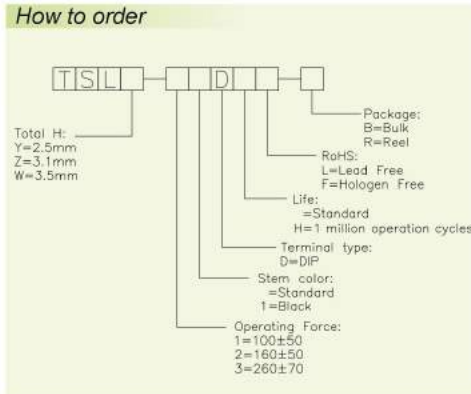 How to order
TSL - D -
Package:
B=Bulk
R=Reel
Total H:
Y=2.5mm
Z=3.1mm
W=3.5mm
RoHS:
L=Lead Free
F=Hologen Free
Life:
=Standard
H=1 million operation cycles
Terminal type:
D=DIP
Stem color:
=Standard
1=Black
Operating Force:
1=100±50
2=160±50
3=260±70